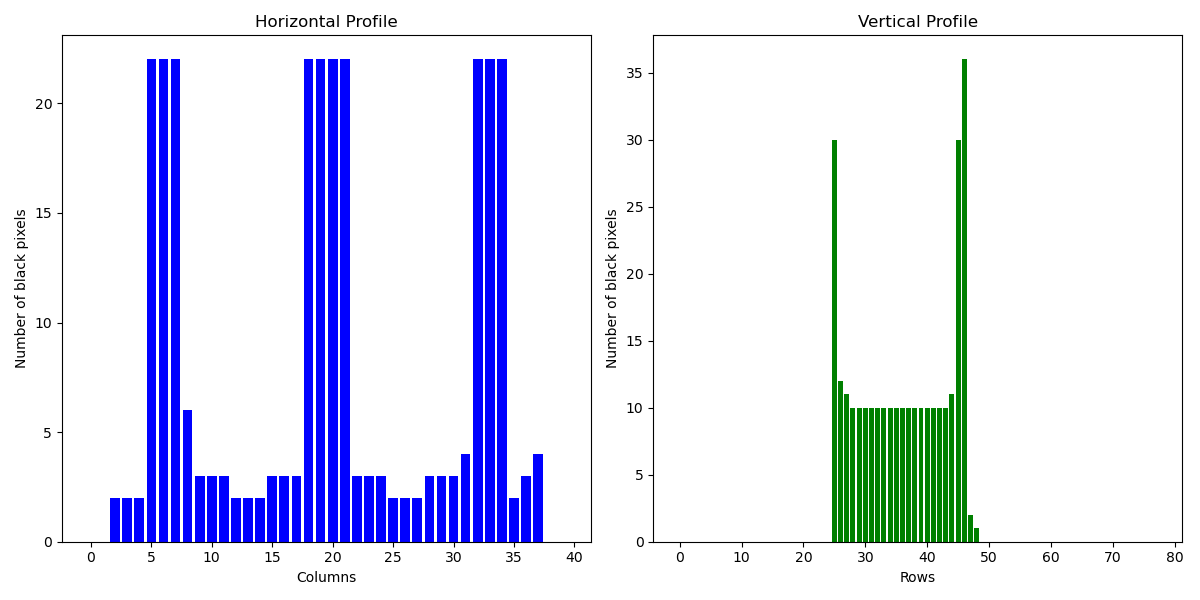 Horizontal Profile
Number of black pixels
20
15
10
5
0
0 5 10 15 20 25 30 35 40
Columns
Vertical Profile
Number of black pixels
35
30
25
20
15
10
5
0
0 10 20 30 40 50 60 70 80
Rows